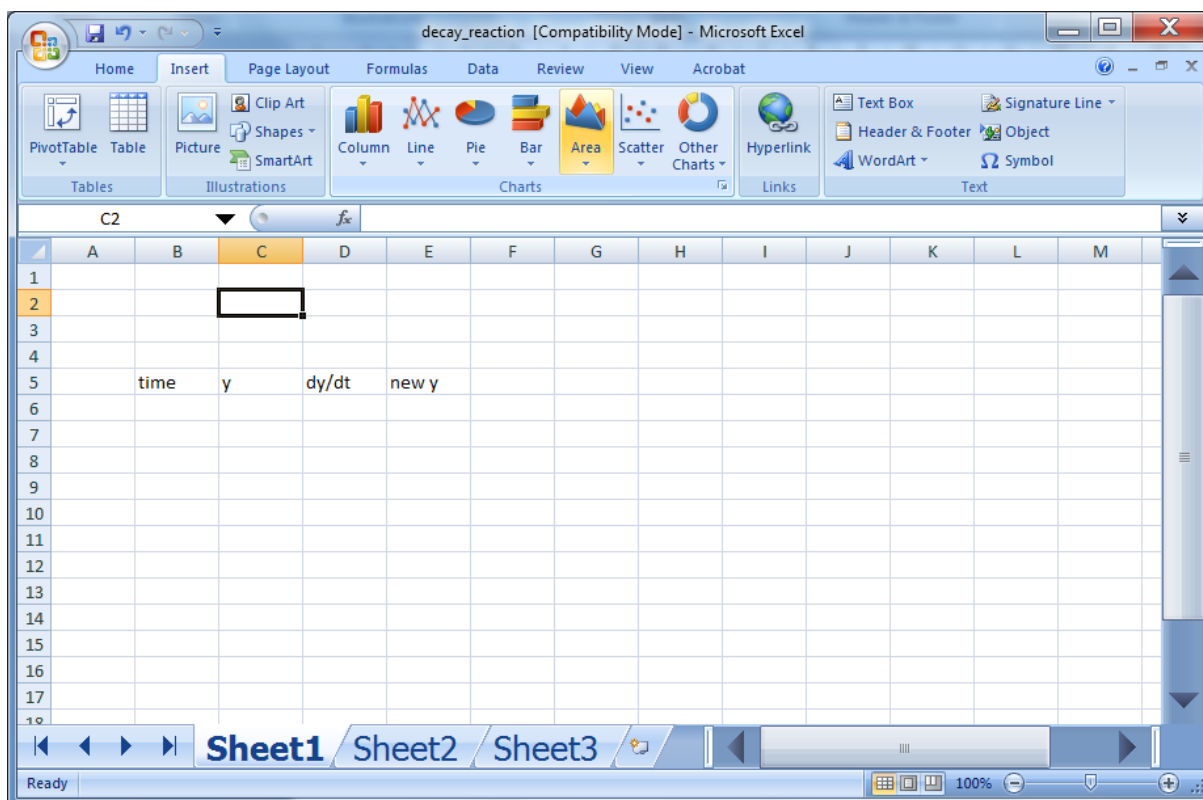 decay_reaction [Compatibility Mode] - Microsoft Excel
Home Insert Page Layout Formulas Data Review View Acrobat
PivotTable Table Picture Clip Art Shapes SmartArt Column Line Pie Bar Area Scatter Other Charts Hyperlink Text Box Header & Footer WordArt Signature Line Object Symbol
Tables Illustrations Charts Links Text
C2 fx
A B C D E F G H I J K L M
1
2
3
4
5 time y dy/dt new y
6
7
8
9
10
11
12
13
14
15
16
17
18
Sheet1 Sheet2 Sheet3
Ready 100%